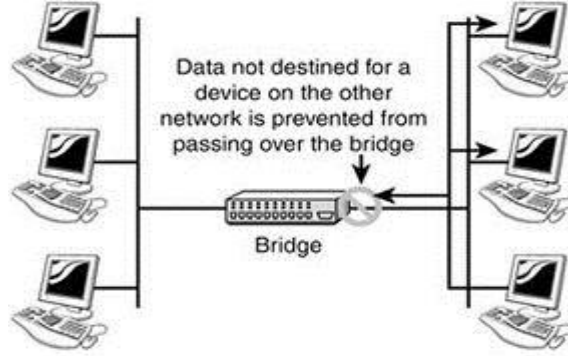 Data not destined for a
device on the other
network is prevented from
passing over the bridge
Bridge